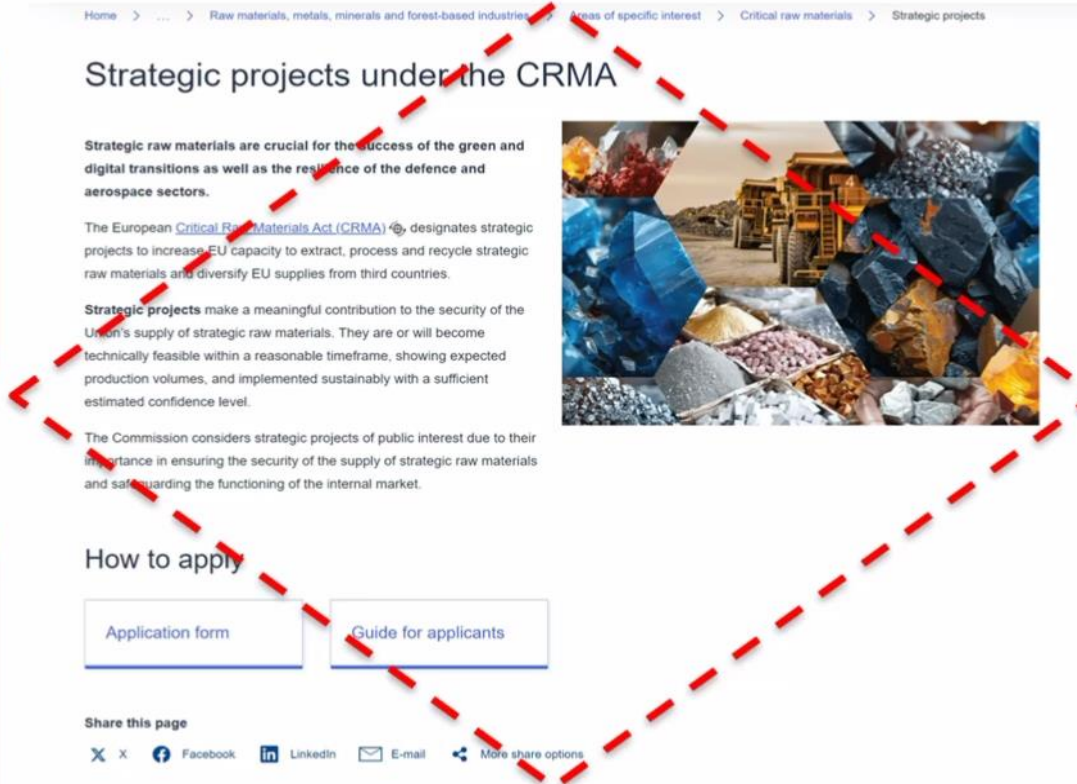 Home > ... > Raw materials, metals, minerals and forest-based industries > Areas of specific interest > Critical raw materials > Strategic projects
Strategic projects under the CRMA
Strategic raw materials are crucial for the success of the green and
digital transitions as well as the resilience of the defence and
aerospace sectors.
The European Critical Raw Materials Act (CRMA), designates strategic
projects to increase EU capacity to extract, process and recycle strategic
raw materials and diversify EU supplies from third countries.
Strategic projects make a meaningful contribution to the security of the
Union's supply of strategic raw materials. They are or will become
technically feasible within a reasonable timeframe, showing expected
production volumes, and implemented sustainably with a sufficient
estimated confidence level.
The Commission considers strategic projects of public interest due to their
importance in ensuring the security of the supply of strategic raw materials
and safeguarding the functioning of the internal market.
How to apply
Application form
Guide for applicants
Share this page
X Facebook LinkedIn E-mail More share options